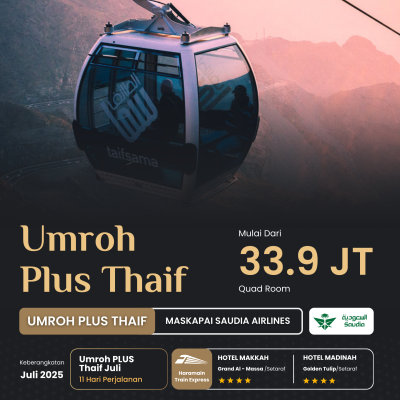 taifsama
Umroh
Plus Thaif
Mulai Dari
33.9 JT
Quad Room
UMROH PLUS THAIF
MASKAPAI SAUDIA AIRLINES
السعودية
Saudia
Keberangkatan
Juli 2025
Umroh PLUS
Thaif Juli
11 Hari Perjalanan
Haramain
Train Express
HOTEL MAKKAH
Grand Al - Massa /Setaraf
HOTEL MADINAH
Golden Tulip/Setaraf